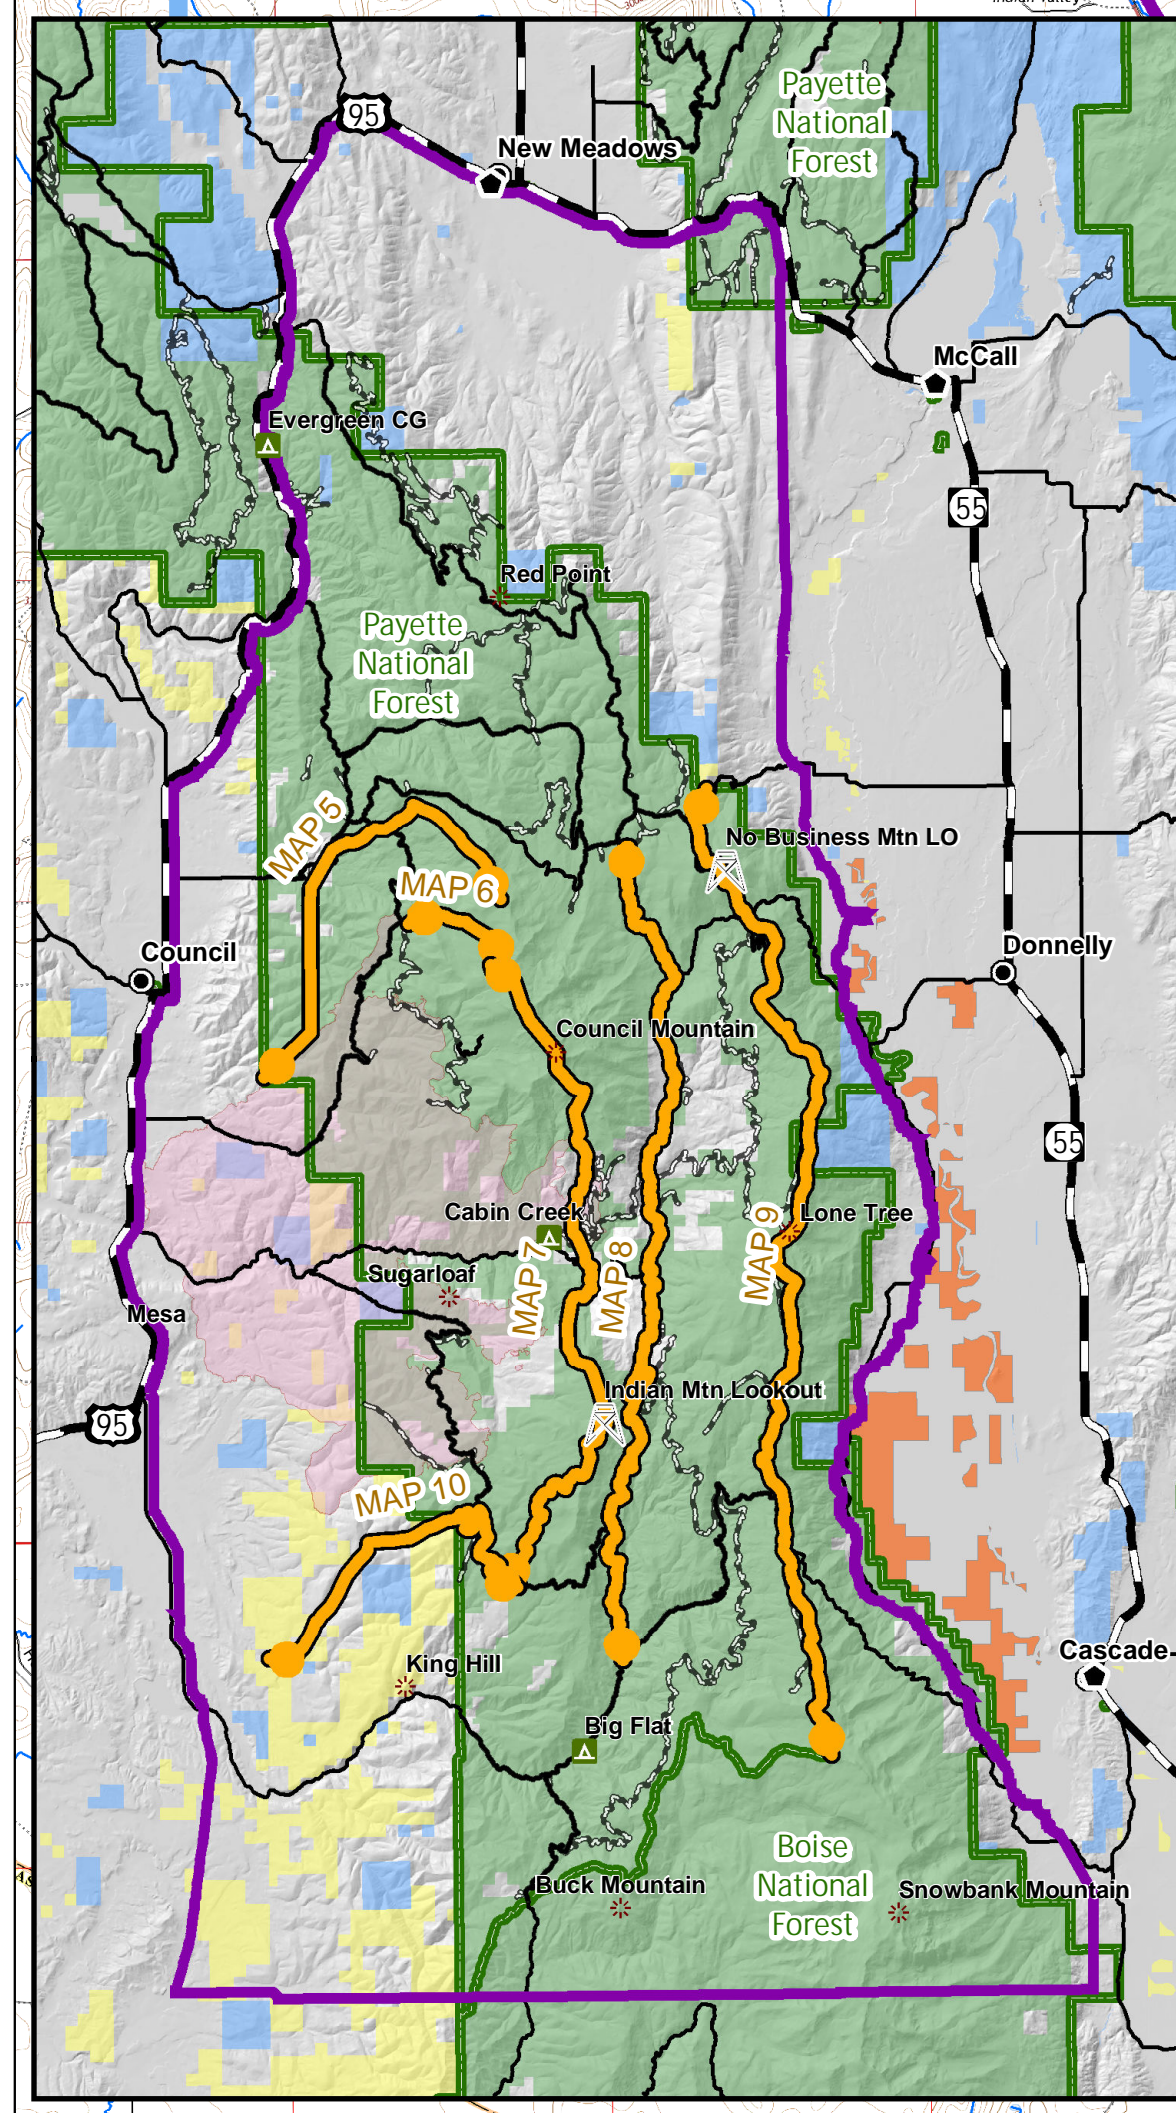 Payette
National
Forest
95
New Meadows
McCall
Evergreen CG
55
Red Point
Payette
National
Forest
MAP 5
No Business Mtn LO
MAP 6
Council
Donnelly
Council Mountain
55
Cabin Creek
Lone Tree
MAP 9
MAP 7
MAP 8
Sugarloaf
Mesa
Indian Mtn Lookout
95
MAP 10
King Hill
Cascade
Big Flat
Boise
National
Forest
Buck Mountain
Snowbank Mountain